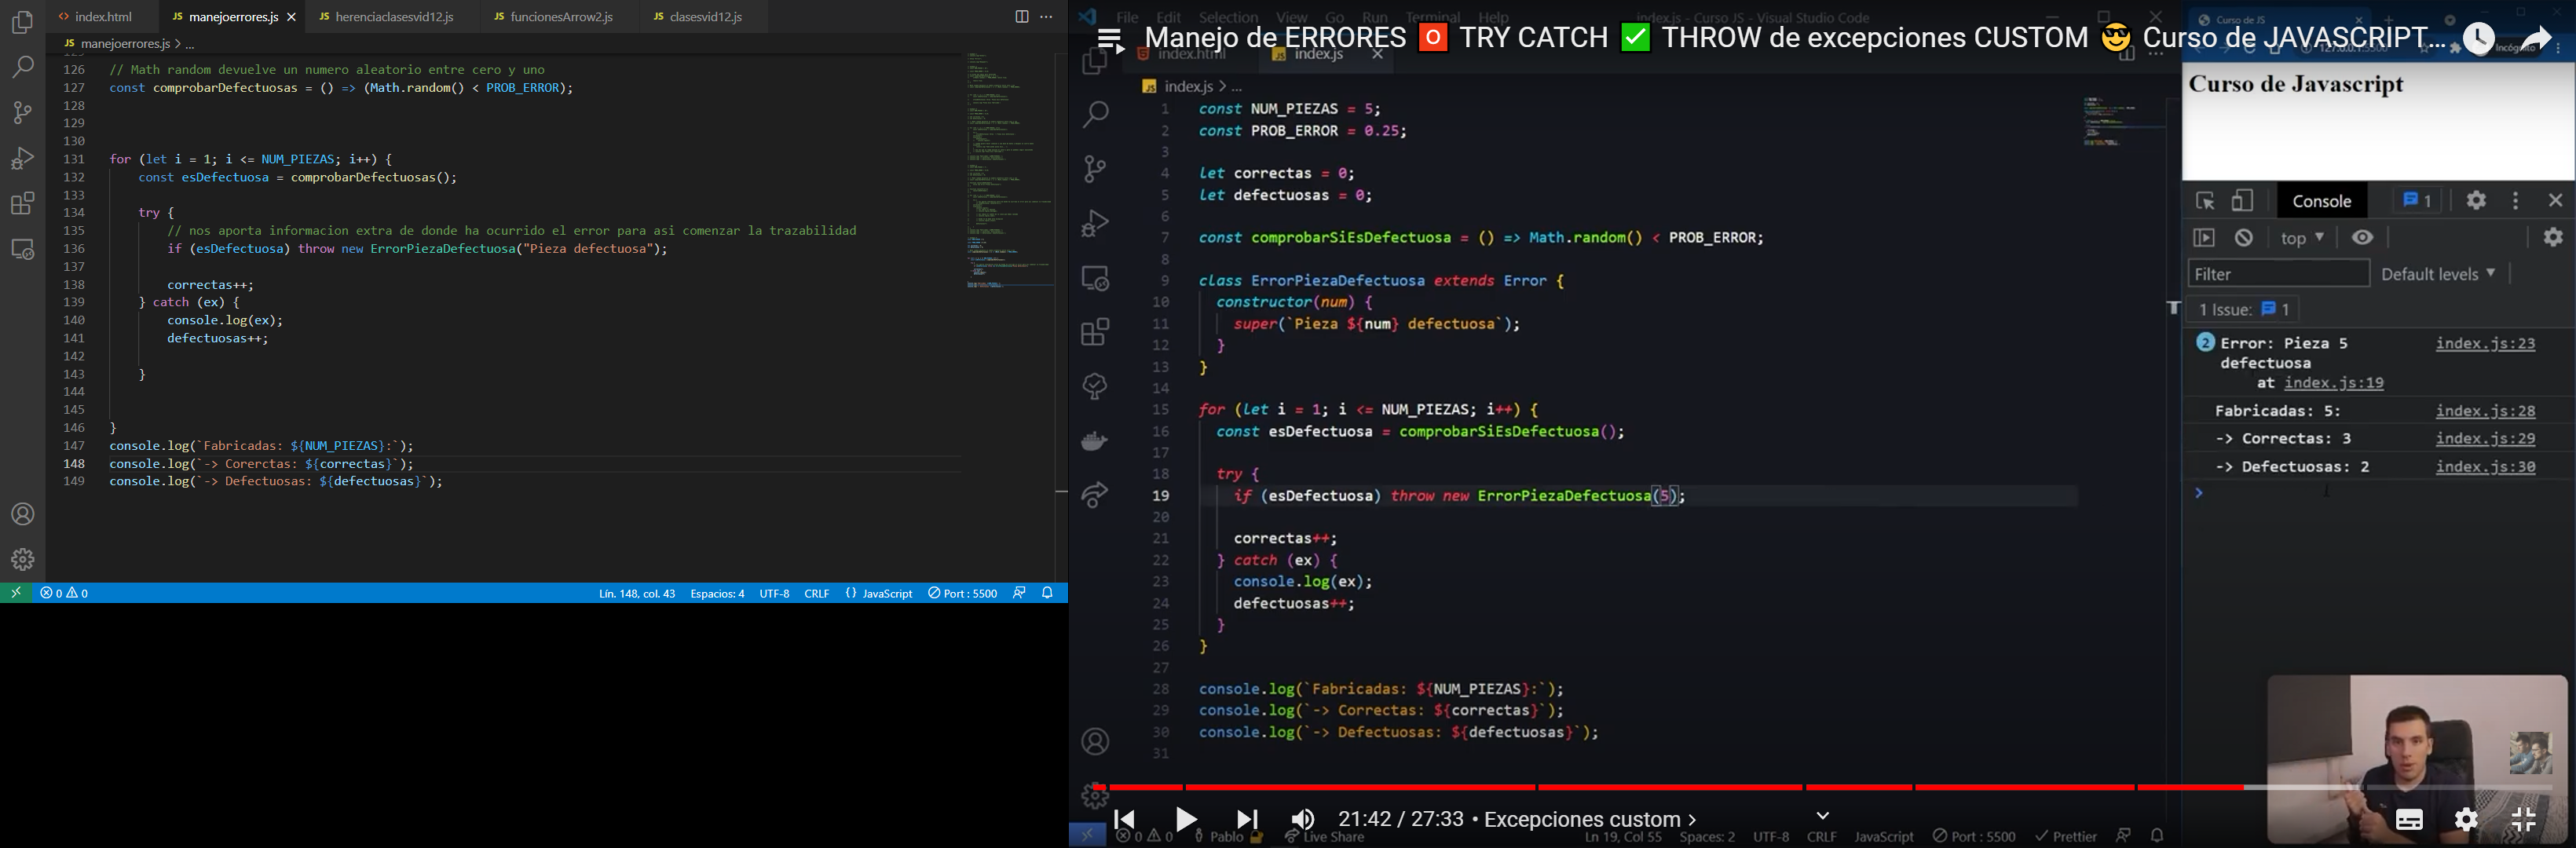 index.html
JS manejoerrores.js
JS herenciaclasesvid12.js
JS funcionesArrow2.js
JS clasesvid12.js
JS manejoerrores.js > ...
126 // Math random devuelve un numero aleatorio entre cero y uno
127 const comprobarDefectuosas = () => (Math.random() < PROB_ERROR);
128
129
130
131 for (let i = 1; i <= NUM_PIEZAS; i++) {
132 const esDefectuosa = comprobarDefectuosas();
133
134 try {
135 // nos aporta informacion extra de donde ha ocurrido el error para asi comenzar la trazabilidad
136 if (esDefectuosa) throw new ErrorPiezaDefectuosa("Pieza defectuosa");
137
138 correctas++;
139 } catch (ex) {
140 console.log(ex);
141 defectuosas++;
142
143 }
144
145
146 }
147 console.log(`Fabricadas: ${NUM_PIEZAS}:`);
148 console.log(`-> Corerctas: ${correctas}`);
149 console.log(`-> Defectuosas: ${defectuosas}`);
0 0
Lín. 148, col. 43 Espacios: 4 UTF-8 CRLF {} JavaScript Port : 5500
File Edit Selection View Go Run Terminal Help
index.js - Curso JS - Visual Studio Code
Manejo de ERRORES 🅾 TRY CATCH ✅ THROW de excepciones CUSTOM 😎 Curso de JAVASCRIPT...
index.html
index.js
JS index.js > ...
1 const NUM_PIEZAS = 5;
2 const PROB_ERROR = 0.25;
3
4 let correctas = 0;
5 let defectuosas = 0;
6
7 const comprobarSiEsDefectuosa = () => Math.random() < PROB_ERROR;
8
9 class ErrorPiezaDefectuosa extends Error {
10 constructor(num) {
11 super(`Pieza ${num} defectuosa`);
12 }
13 }
14
15 for (let i = 1; i <= NUM_PIEZAS; i++) {
16 const esDefectuosa = comprobarSiEsDefectuosa();
17
18 try {
19 if (esDefectuosa) throw new ErrorPiezaDefectuosa(5);
20
21 correctas++;
22 } catch (ex) {
23 console.log(ex);
24 defectuosas++;
25 }
26 }
27
28 console.log(`Fabricadas: ${NUM_PIEZAS}:`);
29 console.log(`-> Correctas: ${correctas}`);
30 console.log(`-> Defectuosas: ${defectuosas}`);
31
21:42 / 27:33 • Excepciones custom >
0 0 Pablo Live Share
Ln 19, Col 55 Spaces: 2 UTF-8 CRLF JavaScript Port : 5500 Prettier
Curso de JS
Incógnito
Curso de Javascript
Console
1
top
Filter
Default levels
1 Issue: 1
2 Error: Pieza 5 index.js:23
defectuosa
at index.js:19
Fabricadas: 5: index.js:28
-> Correctas: 3 index.js:29
-> Defectuosas: 2 index.js:30